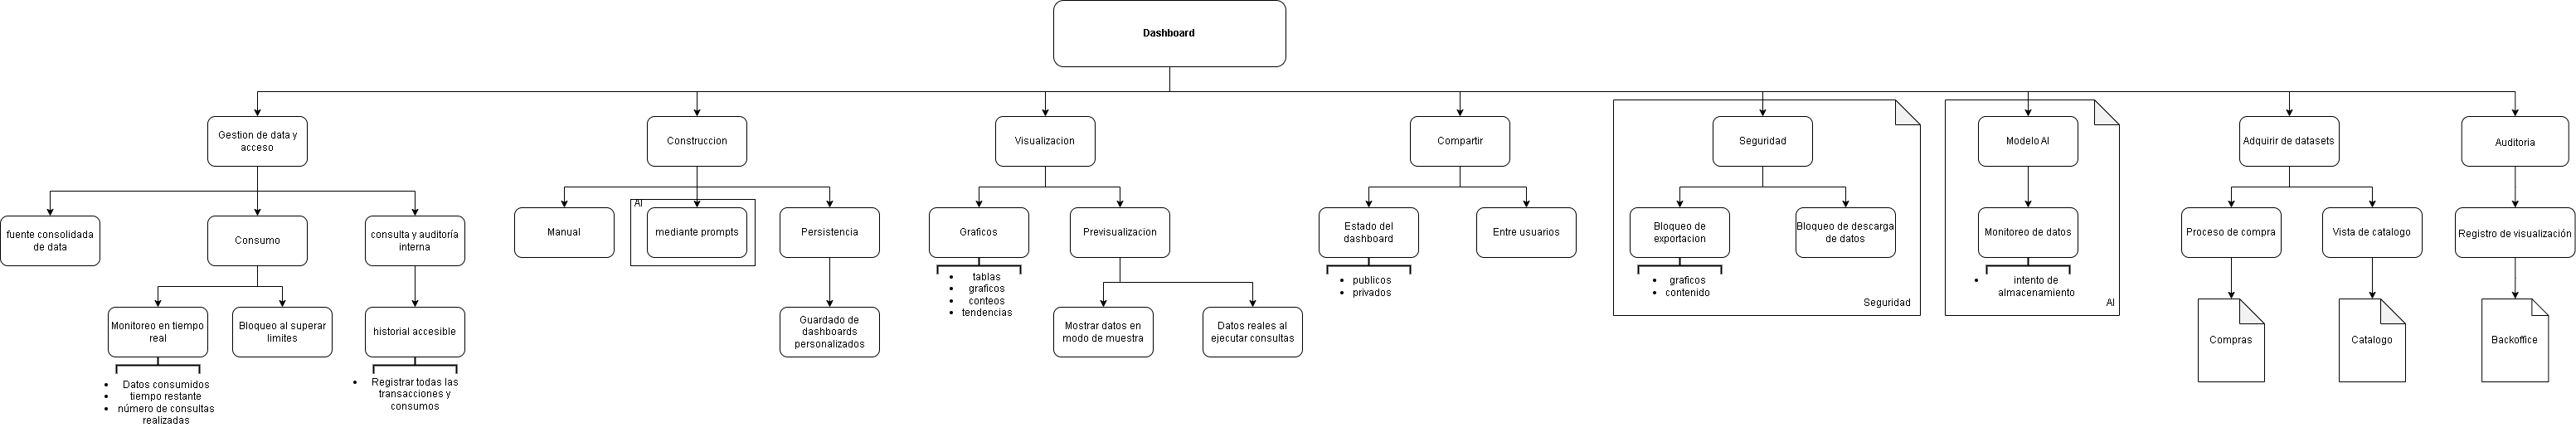 Dashboard
Gestion de data y
acceso
Construccion
Visualizacion
Compartir
Seguridad
Modelo AI
Adquirir de datasets
Auditoria
fuente consolidada
de data
Consumo
consulta y auditoría
interna
Manual
AI
mediante prompts
Persistencia
Graficos
Previsualizacion
Estado del
dashboard
Entre usuarios
Bloqueo de
exportacion
Bloqueo de descarga
de datos
Monitoreo de datos
Proceso de compra
Vista de catalogo
Registro de visualización
• tablas
• graficos
• conteos
• tendencias
• publicos
• privados
• graficos
• contenido
Seguridad
• intento de
almacenamiento
AI
Monitoreo en tiempo
real
Bloqueo al superar
limites
historial accesible
Guardado de
dashboards
personalizados
Mostrar datos en
modo de muestra
Datos reales al
ejecutar consultas
Compras
Catalogo
Backoffice
• Datos consumidos
• tiempo restante
• número de consultas
realizadas
• Registrar todas las
transacciones y
consumos